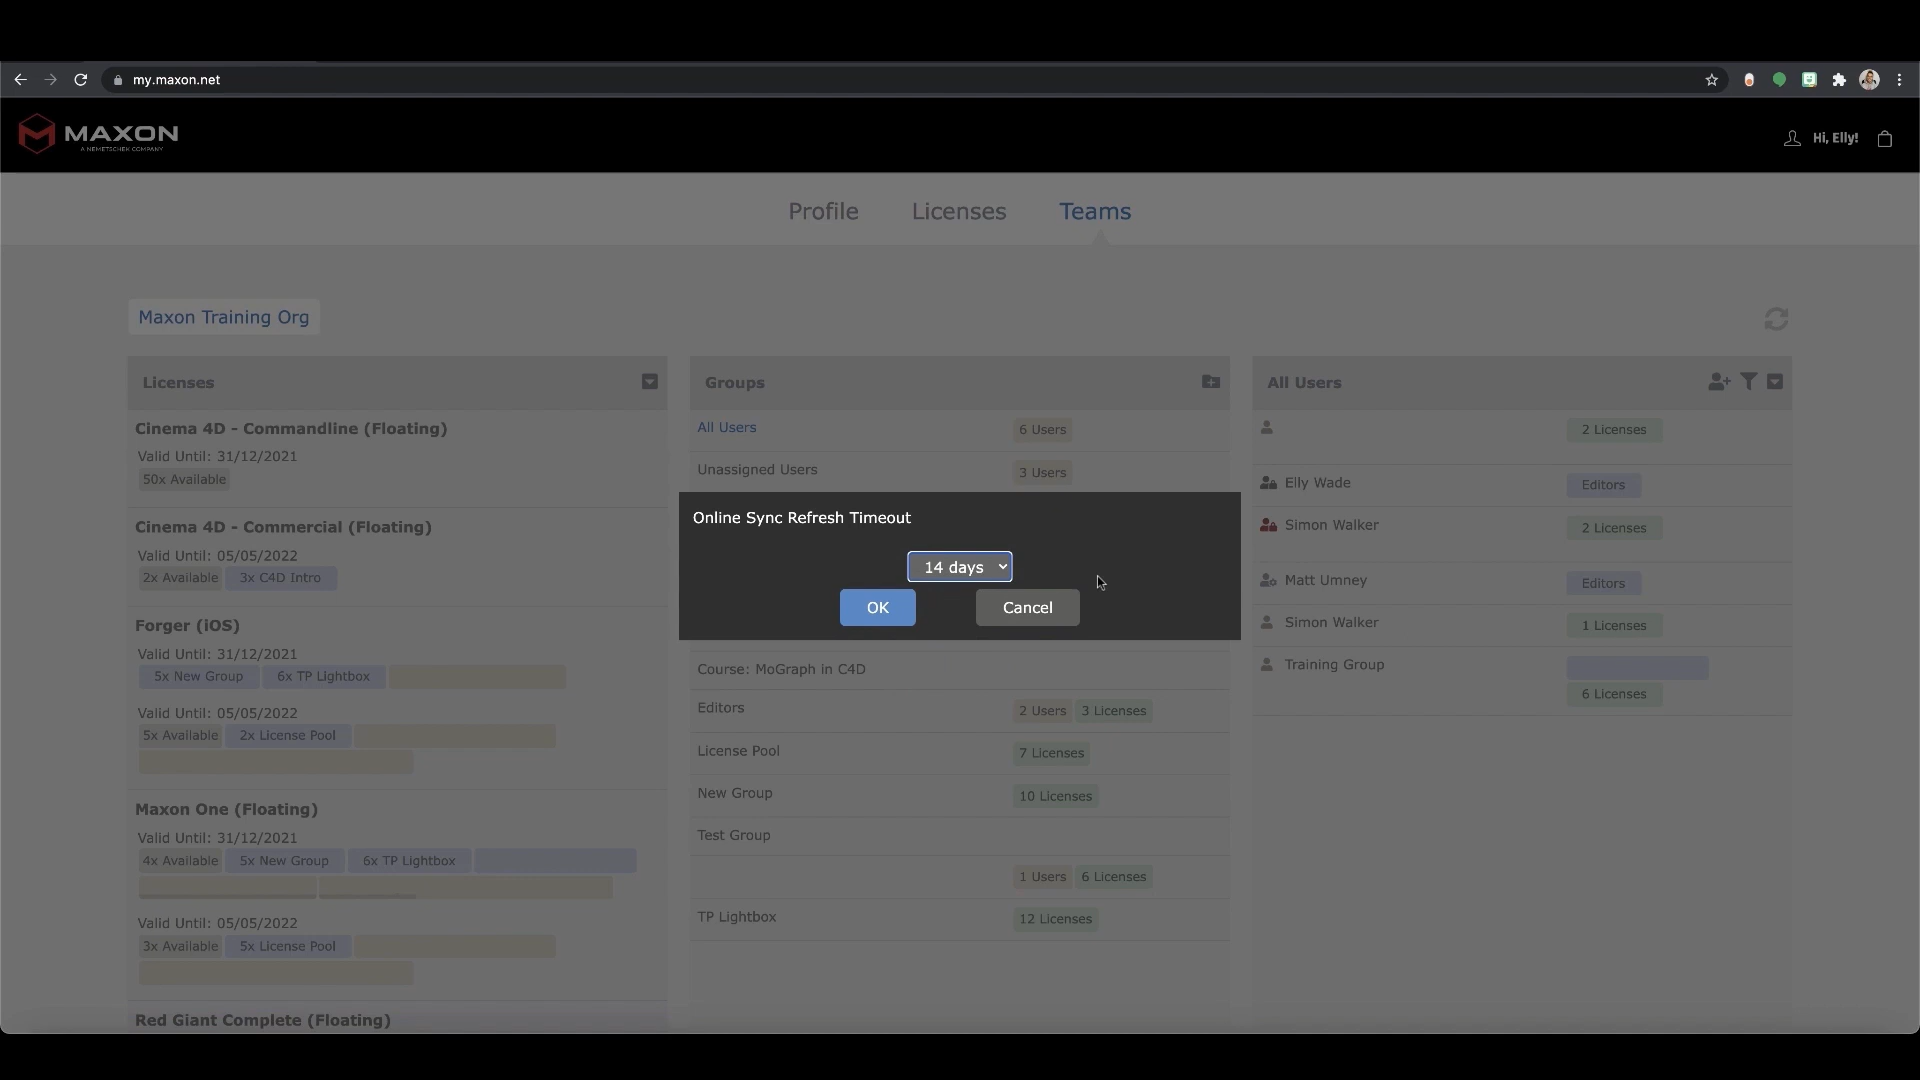 my.maxon.net
MAXON
A NEMETSCHEK COMPANY
Hi, Elly!
Profile
Licenses
Teams
Maxon Training Org
Licenses
Cinema 4D - Commandline (Floating)
Valid Until: 31/12/2021
50x Available
Cinema 4D - Commercial (Floating)
Valid Until: 05/05/2022
2x Available 3x C4D Intro
Forger (iOS)
Valid Until: 31/12/2021
5x New Group 6x TP Lightbox
Valid Until: 05/05/2022
5x Available 2x License Pool
Maxon One (Floating)
Valid Until: 31/12/2021
4x Available 5x New Group 6x TP Lightbox
Valid Until: 05/05/2022
3x Available 5x License Pool
Red Giant Complete (Floating)
Groups
All Users 6 Users
Unassigned Users 3 Users
Online Sync Refresh Timeout
14 days
OK Cancel
Course: MoGraph in C4D
Editors 2 Users 3 Licenses
License Pool 7 Licenses
New Group 10 Licenses
Test Group
1 Users 6 Licenses
TP Lightbox 12 Licenses
All Users
2 Licenses
Elly Wade Editors
Simon Walker 2 Licenses
Matt Umney Editors
Simon Walker 1 Licenses
Training Group
6 Licenses